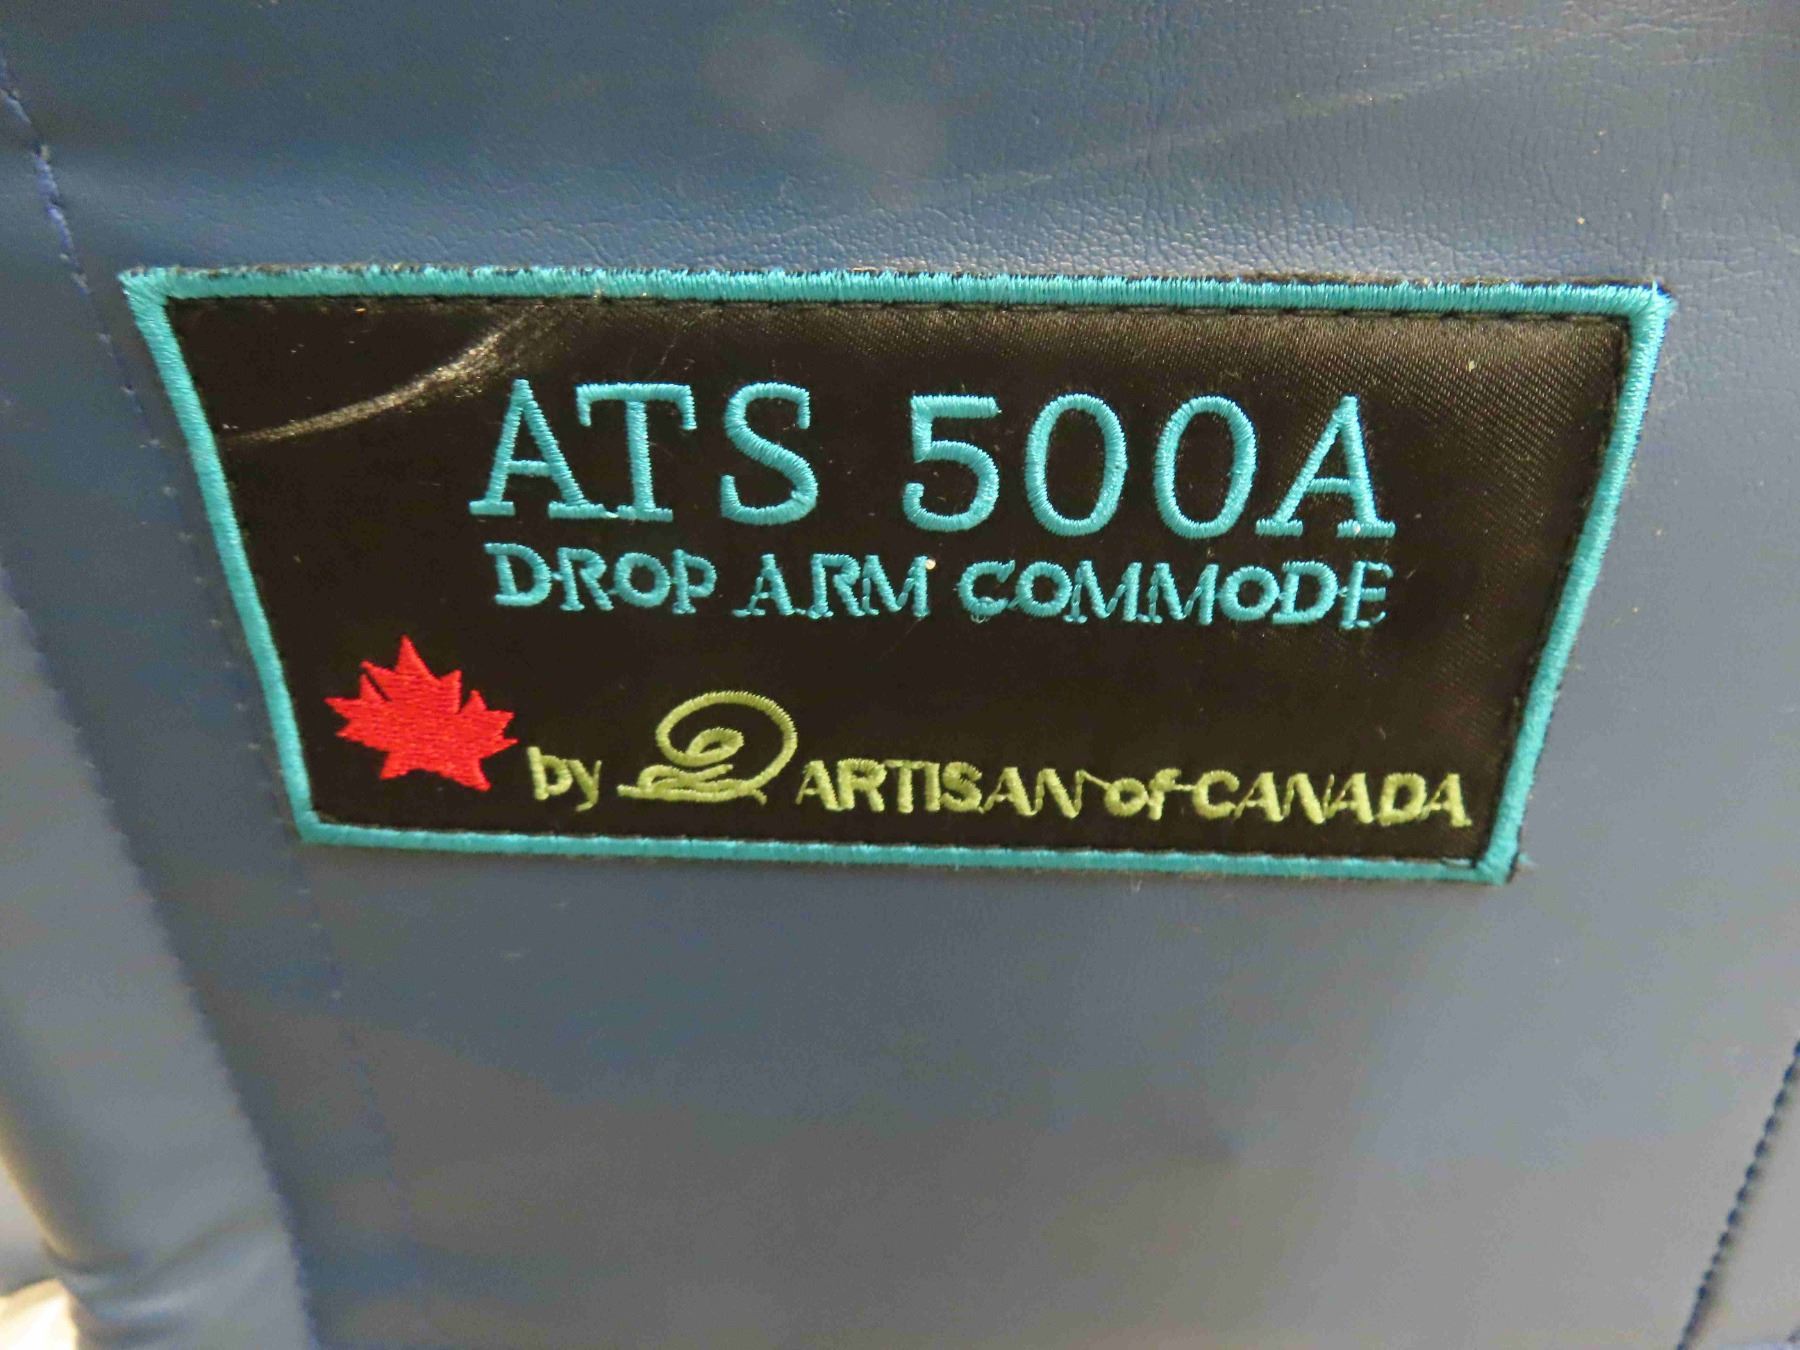 ATS 500A
DROP ARM COMMODE
by ARTISAN of CANADA